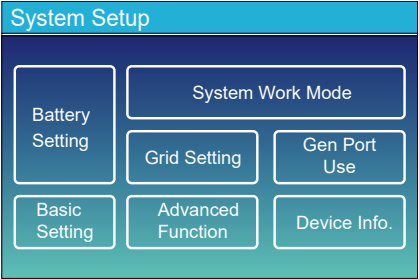 System Setup
System Work Mode
Battery
Setting
Grid Setting
Gen Port
Use
Basic
Setting
Advanced
Function
Device Info.